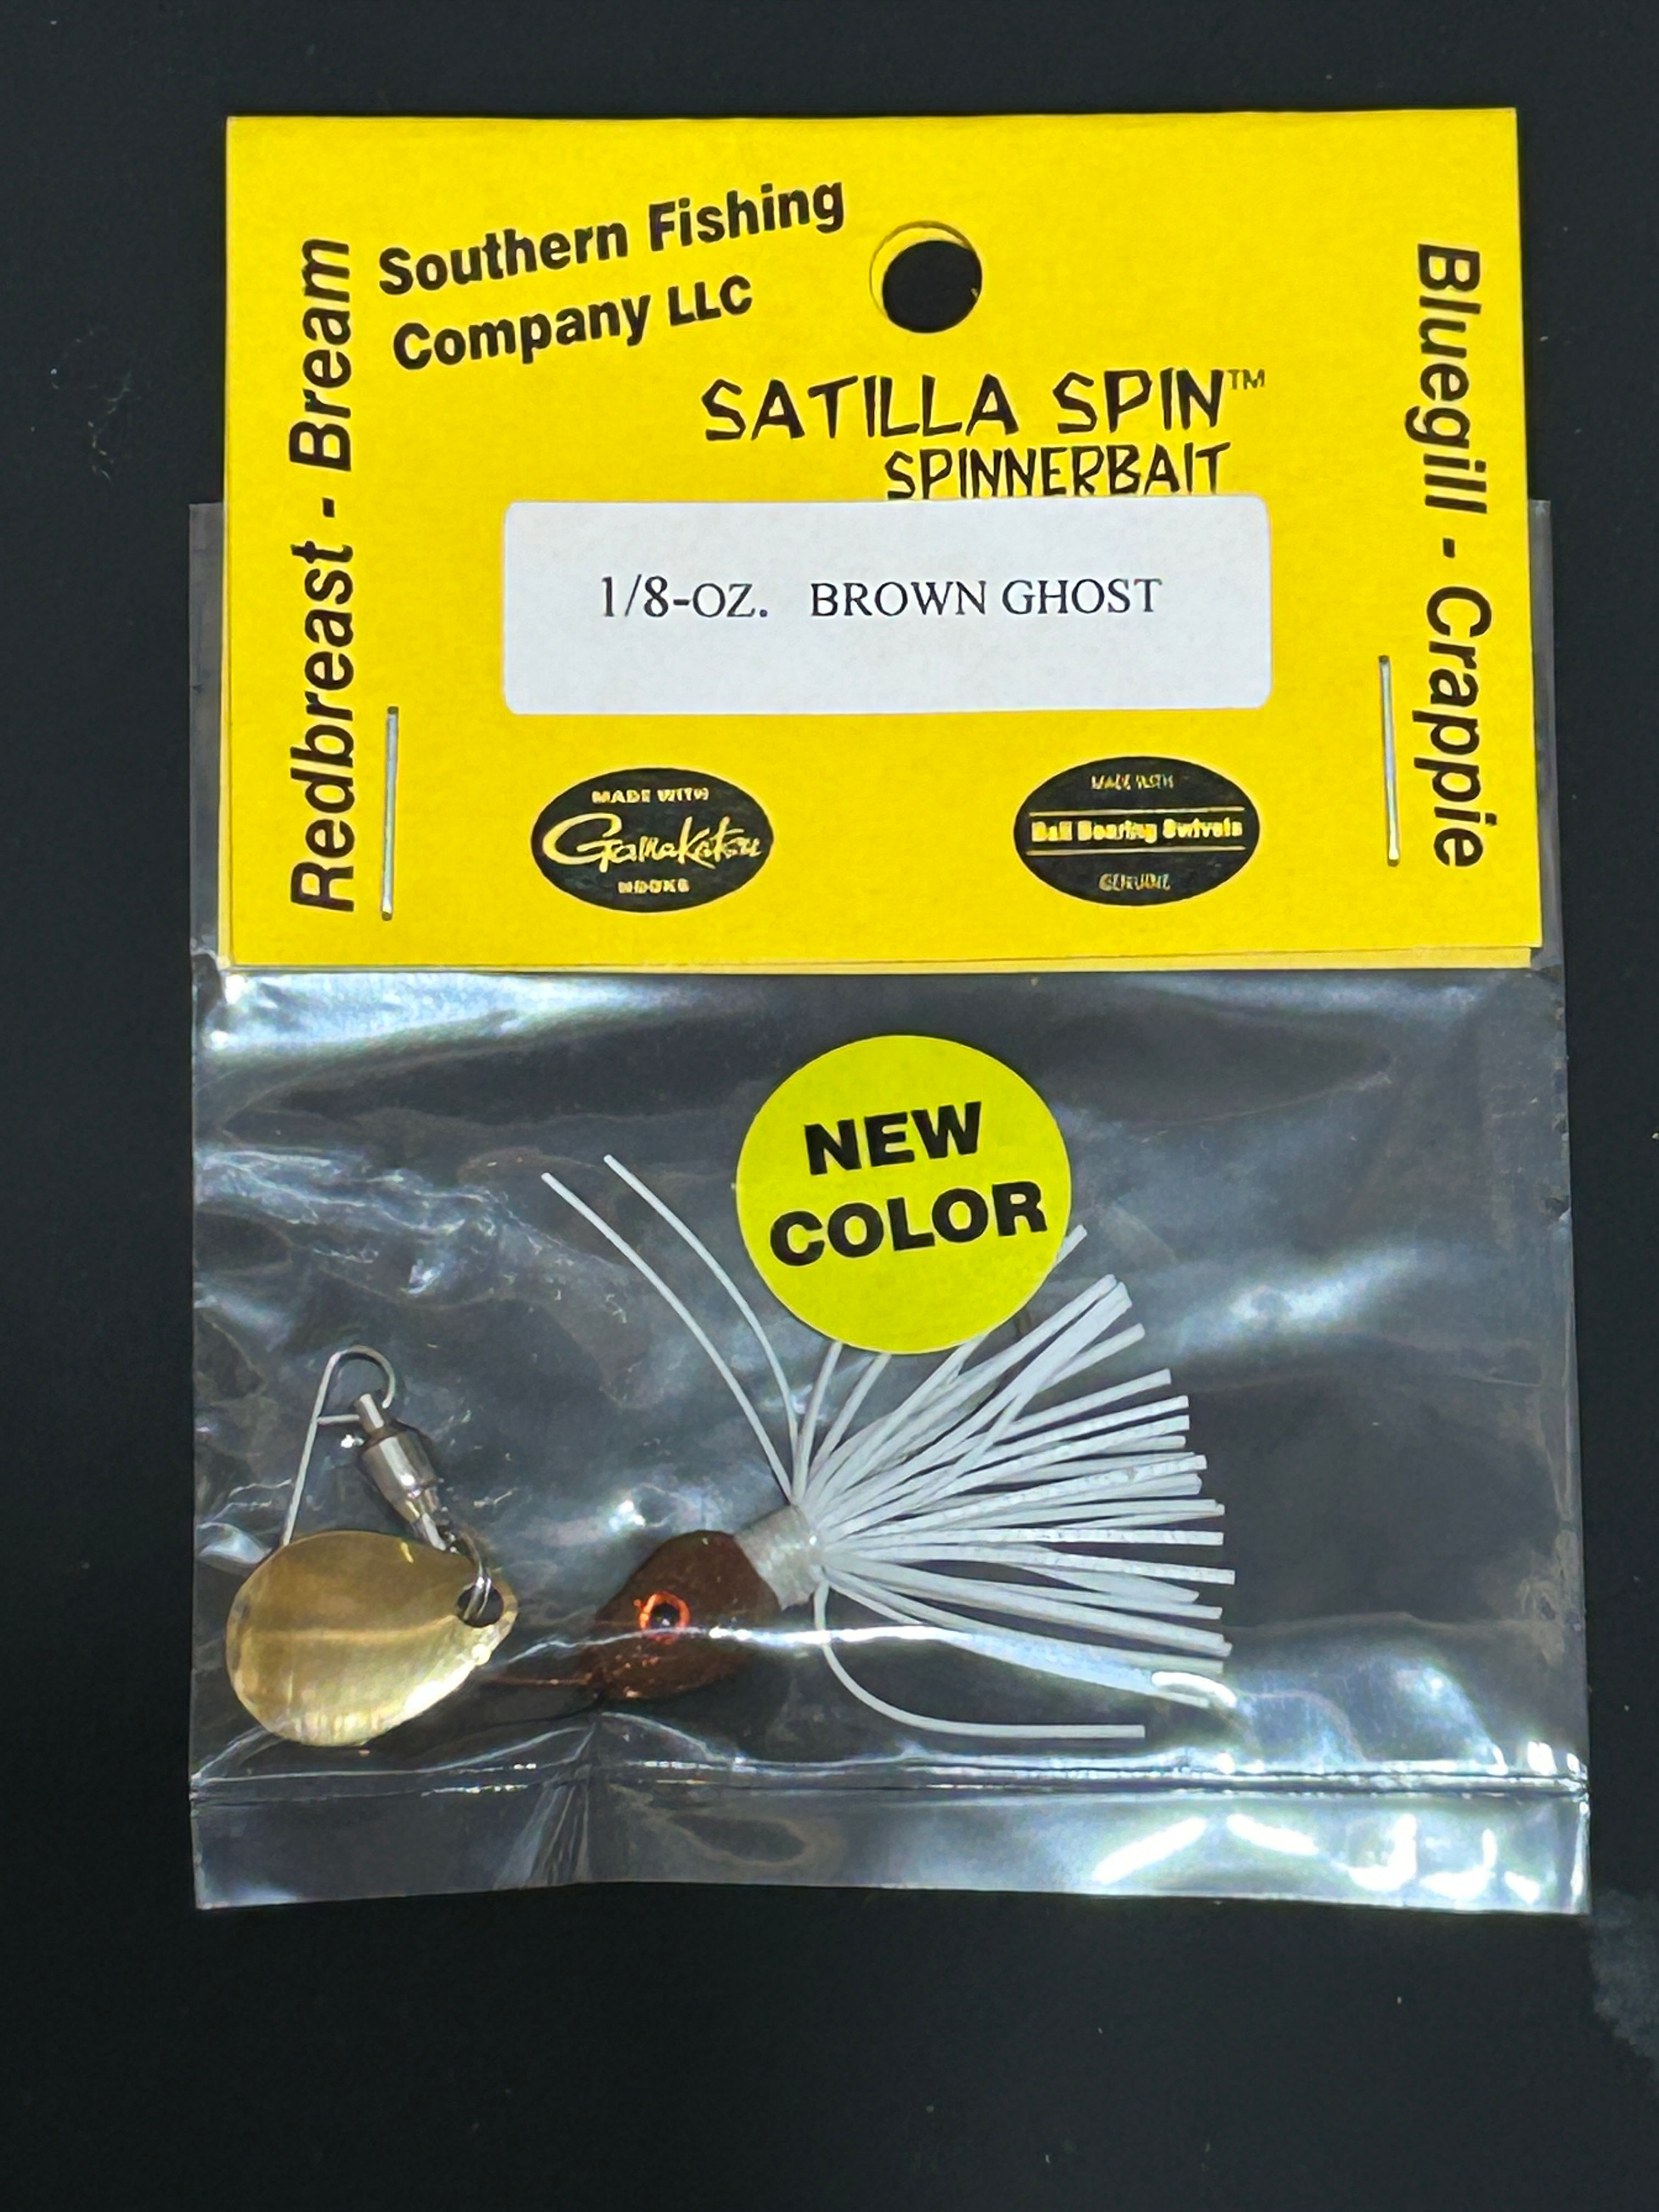 Southern Fishing
Company LLC
Redbreast - Bream
Bluegill - Crappie
SATILLA SPIN™
SPINNERBAIT
1/8-OZ. BROWN GHOST
MADE WITH
Gamakatsu
HOOKS
MADE WITH
Ball Bearing Swivels
GENUINE
NEW
COLOR